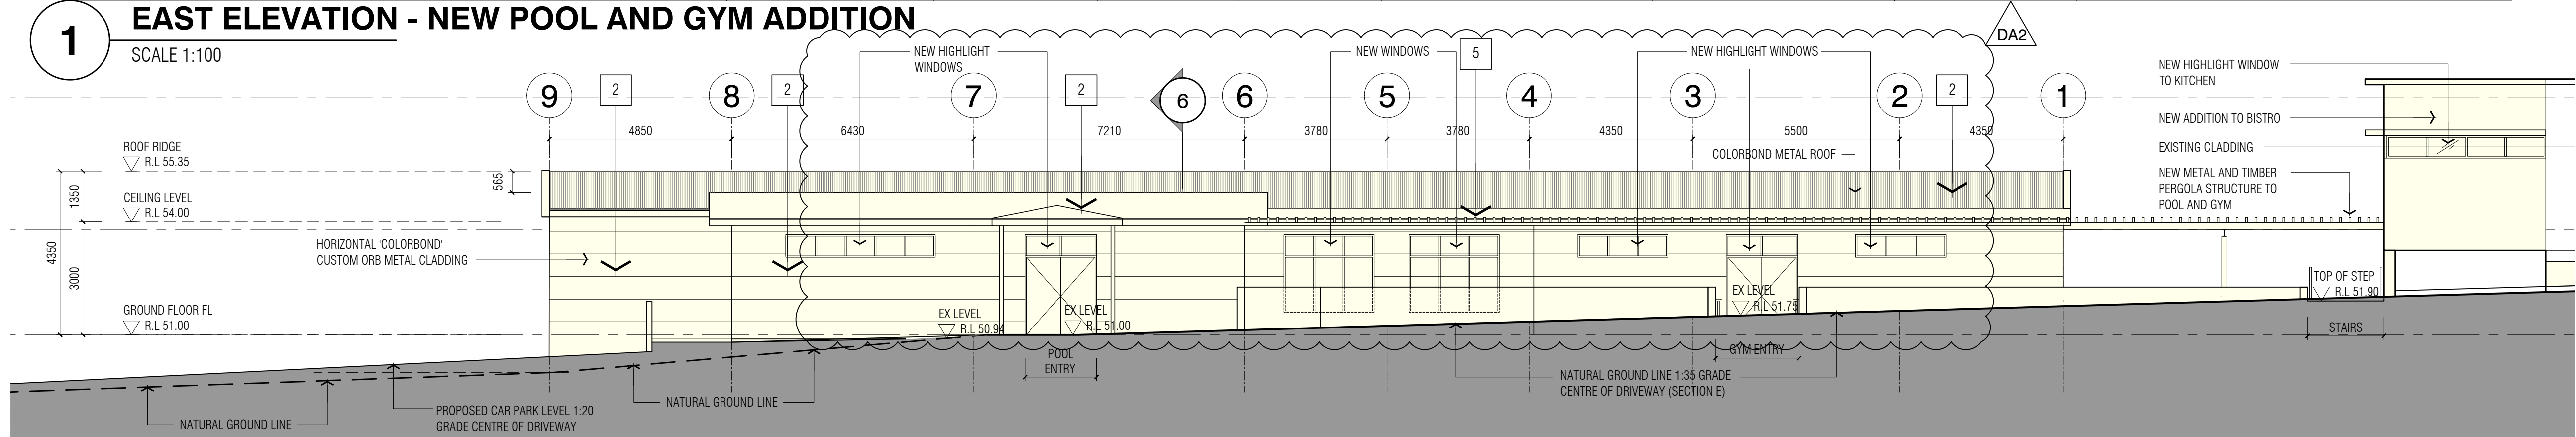 1
EAST ELEVATION - NEW POOL AND GYM ADDITION
SCALE 1:100
DA2
NEW HIGHLIGHT
WINDOWS
NEW WINDOWS
5
NEW HIGHLIGHT WINDOWS
NEW HIGHLIGHT WINDOW
TO KITCHEN
9
2
8
2
7
2
6
6
5
4
3
2
2
1
NEW ADDITION TO BISTRO
4850
6430
7210
3780
3780
4350
5500
4350
ROOF RIDGE
R.L 55.35
COLORBOND METAL ROOF
EXISTING CLADDING
565
1350
NEW METAL AND TIMBER
PERGOLA STRUCTURE TO
POOL AND GYM
CEILING LEVEL
R.L 54.00
HORIZONTAL 'COLORBOND'
CUSTOM ORB METAL CLADDING
4350
3000
TOP OF STEP
R.L 51.90
EX LEVEL
R.L 51.75
GROUND FLOOR FL
R.L 51.00
EX LEVEL
R.L 50.94
EX LEVEL
R.L 51.00
STAIRS
POOL
ENTRY
GYM ENTRY
NATURAL GROUND LINE 1:35 GRADE
CENTRE OF DRIVEWAY (SECTION E)
NATURAL GROUND LINE
PROPOSED CAR PARK LEVEL 1:20
GRADE CENTRE OF DRIVEWAY
NATURAL GROUND LINE